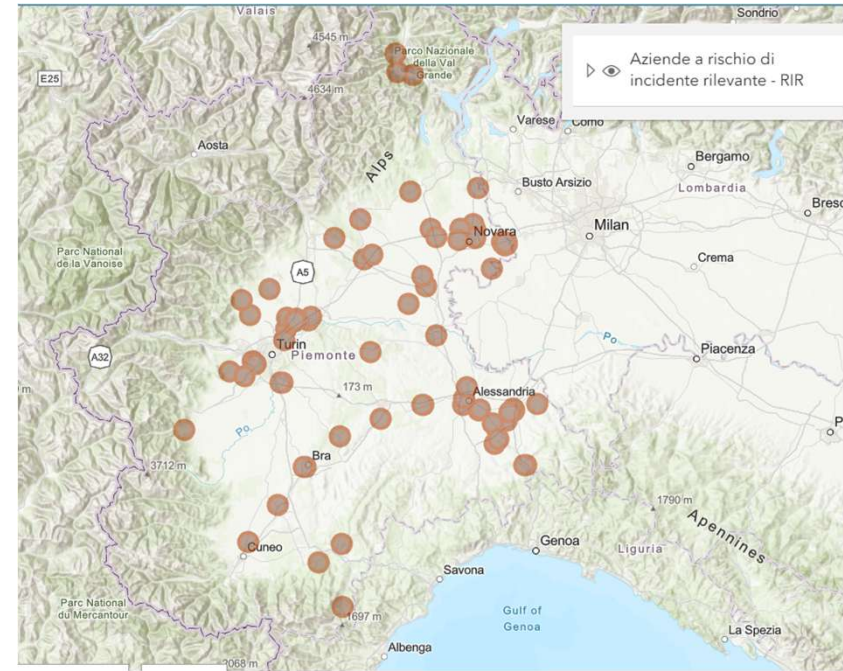 Valais
Sondrio
4545 m
Parco Nazionale
della Val
Grande
Aziende a rischio di
incidente rilevante - RIR
E25
4634 m
Varese
Como
Aosta
Alps
Bergamo
Busto Arsizio
Lombardia
Bresc
Milan
Novara
Parc National
de la Vanoise
Crema
A5
Po
A32
Turin
Piemonte
Piacenza
173 m
Alessandria
Po
Bra
3712 m
1790 m
Apennines
Cuneo
Genoa
Liguria
Savona
Parc National
du Mercantour
1697 m
Gulf of
Genoa
La Spezia
Albenga
2068 m